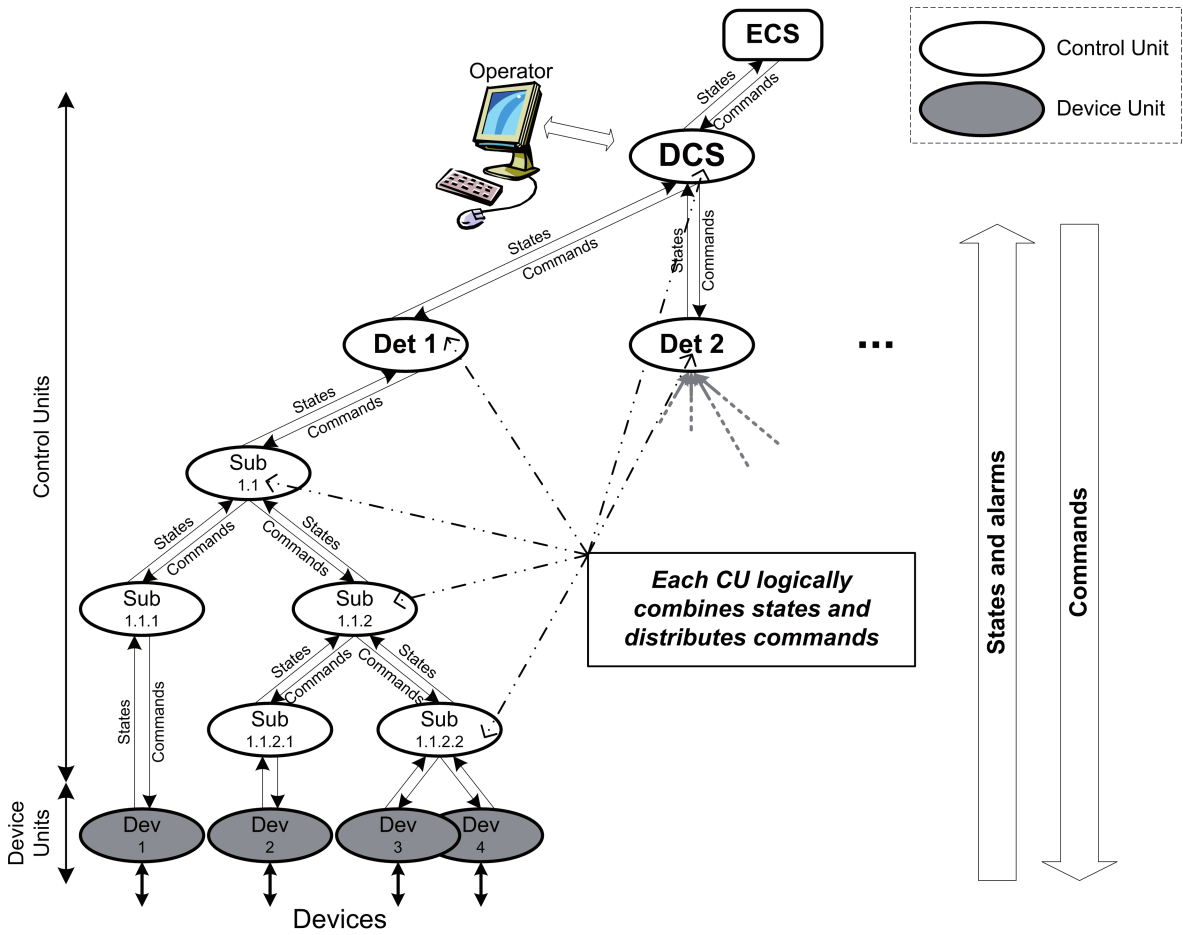 ECS
Control Unit
Device Unit
Operator
States
Commands
DCS
States
Commands
States
Commands
Det 1
Det 2
...
States
Commands
Control Units
Sub
1.1
States
Commands
States
Commands
States and alarms
Commands
Each CU logically
combines states and
distributes commands
Sub
1.1.1
Sub
1.1.2
States
Commands
States
Commands
States
Commands
Sub
1.1.2.1
Sub
1.1.2.2
Device
Units
Dev
1
Dev
2
Dev
3
Dev
4
Devices